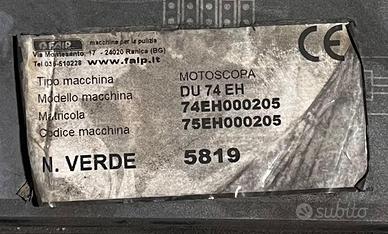 FAIP macchine per la pulizia
Via Montesanto, 17 - 24020 Ranica (BG)
Tel 035-510228 www.faip.it
CE
Tipo macchina MOTOSCOPA
Modello macchina DU 74 EH
Matricola 74EH000205
Codice macchina 75EH000205
N. VERDE 5819
subito